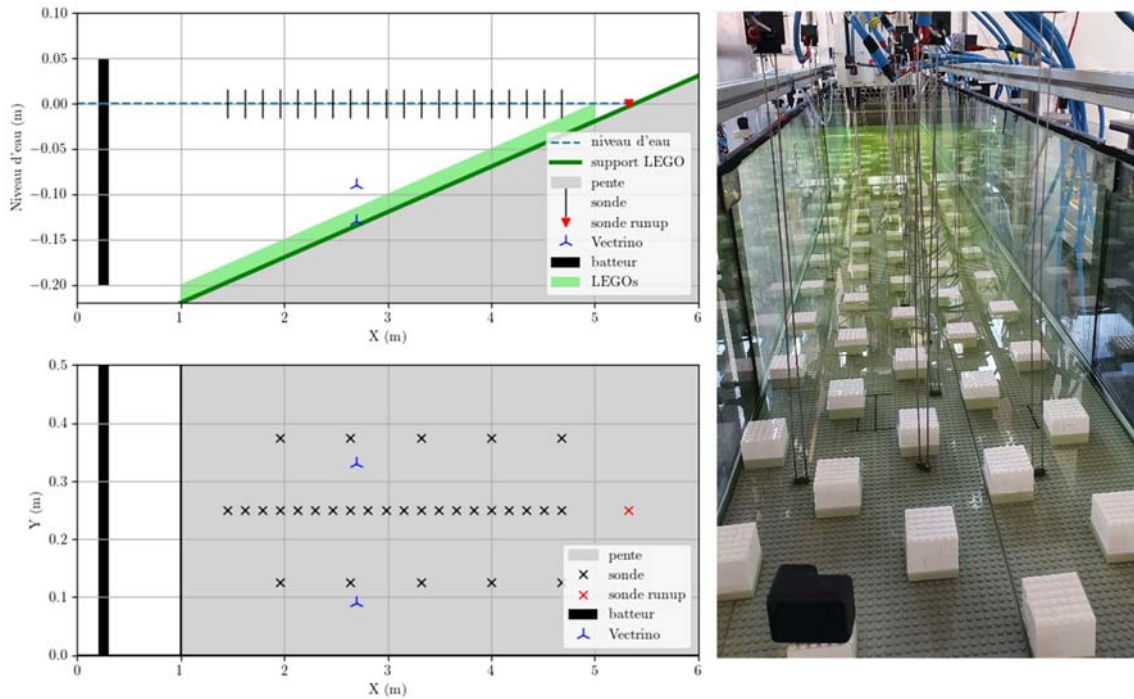 0.10
0.05
0.00
−0.05
−0.10
−0.15
−0.20
Niveau d'eau (m)
niveau d'eau
support LEGO
pente
sonde
sonde runup
Vectrino
batteur
LEGOs
0 1 2 3 4 5 6
X (m)
0.5
0.4
0.3
0.2
0.1
0.0
Y (m)
pente
sonde
sonde runup
batteur
Vectrino
0 1 2 3 4 5 6
X (m)